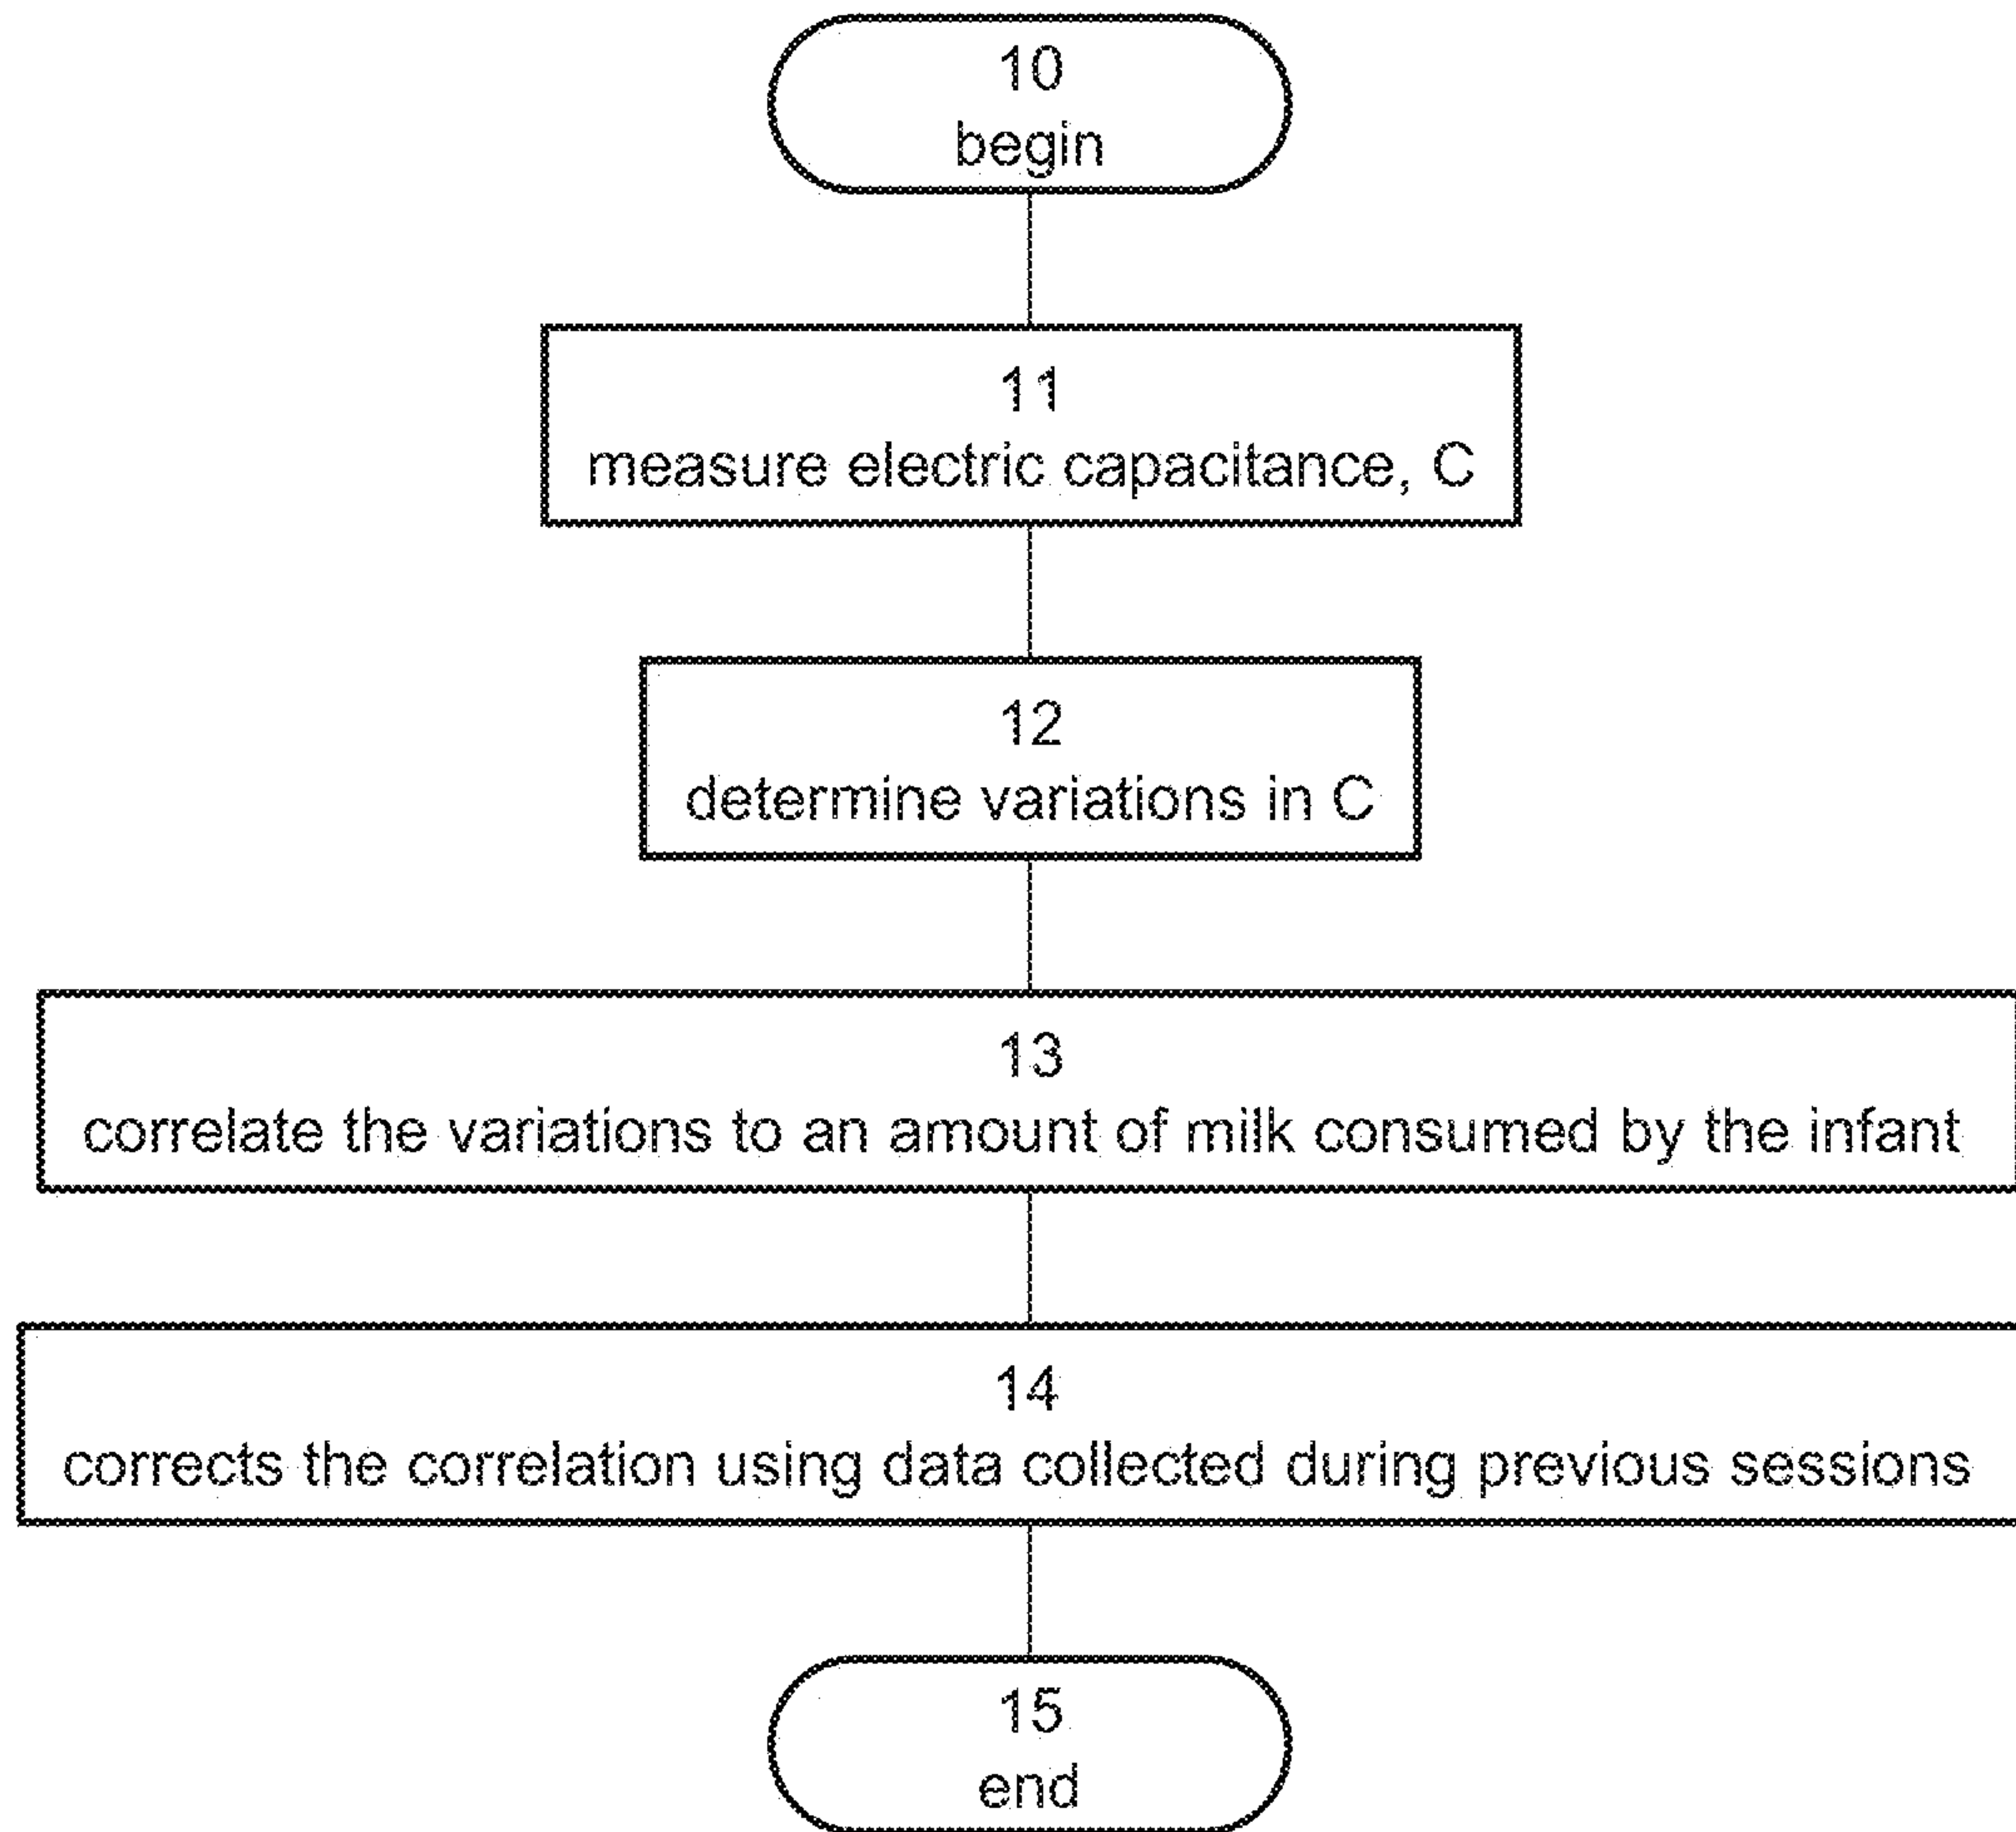 10
begin
11
measure electric capacitance, C
12
determine variations in C
13
correlate the variations to an amount of milk consumed by the infant
14
corrects the correlation using data collected during previous sessions
15
end